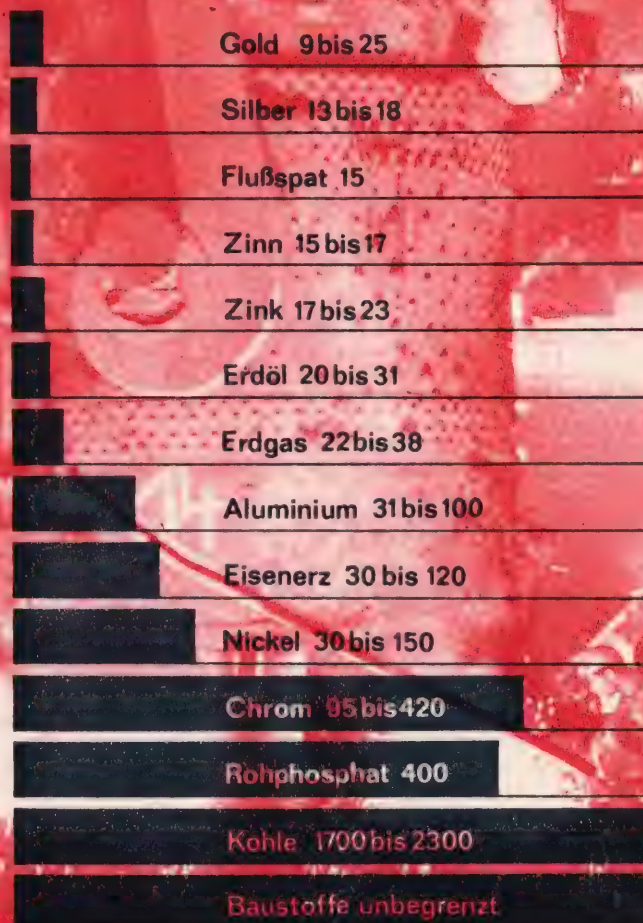 Gold 9 bis 25
Silber 13 bis 18
Flußspat 15
Zinn 15 bis 17
Zink 17 bis 23
Erdöl 20 bis 31
Erdgas 22 bis 38
Aluminium 31 bis 100
Eisenerz 30 bis 120
Nickel 30 bis 150
Chrom 95 bis 420
Rohphosphat 400
Kohle 1700 bis 2300
Baustoffe unbegrenzt